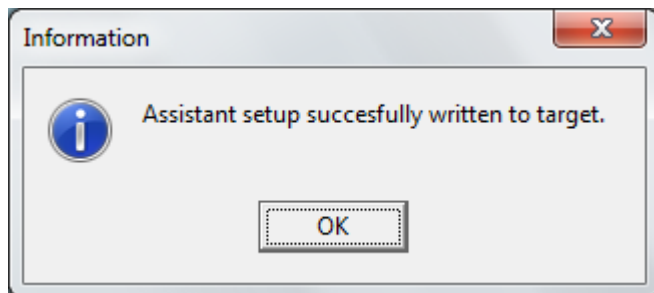 Information
Assistant setup succesfully written to target.
OK